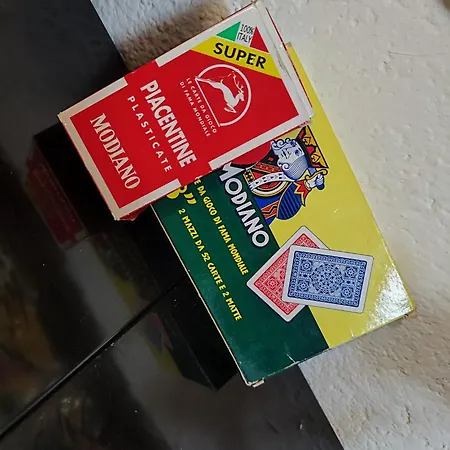 100%
ITALY
SUPER
LE CARTE DA GIOCO
DI FAMA MONDIALE
PIACENTINE
PLASTICATE
MODIANO
MODIANO
TE DA GIOCO DI FAMA MONDIALE
2 MAZZI DA 52 CARTE E 2 MATTE